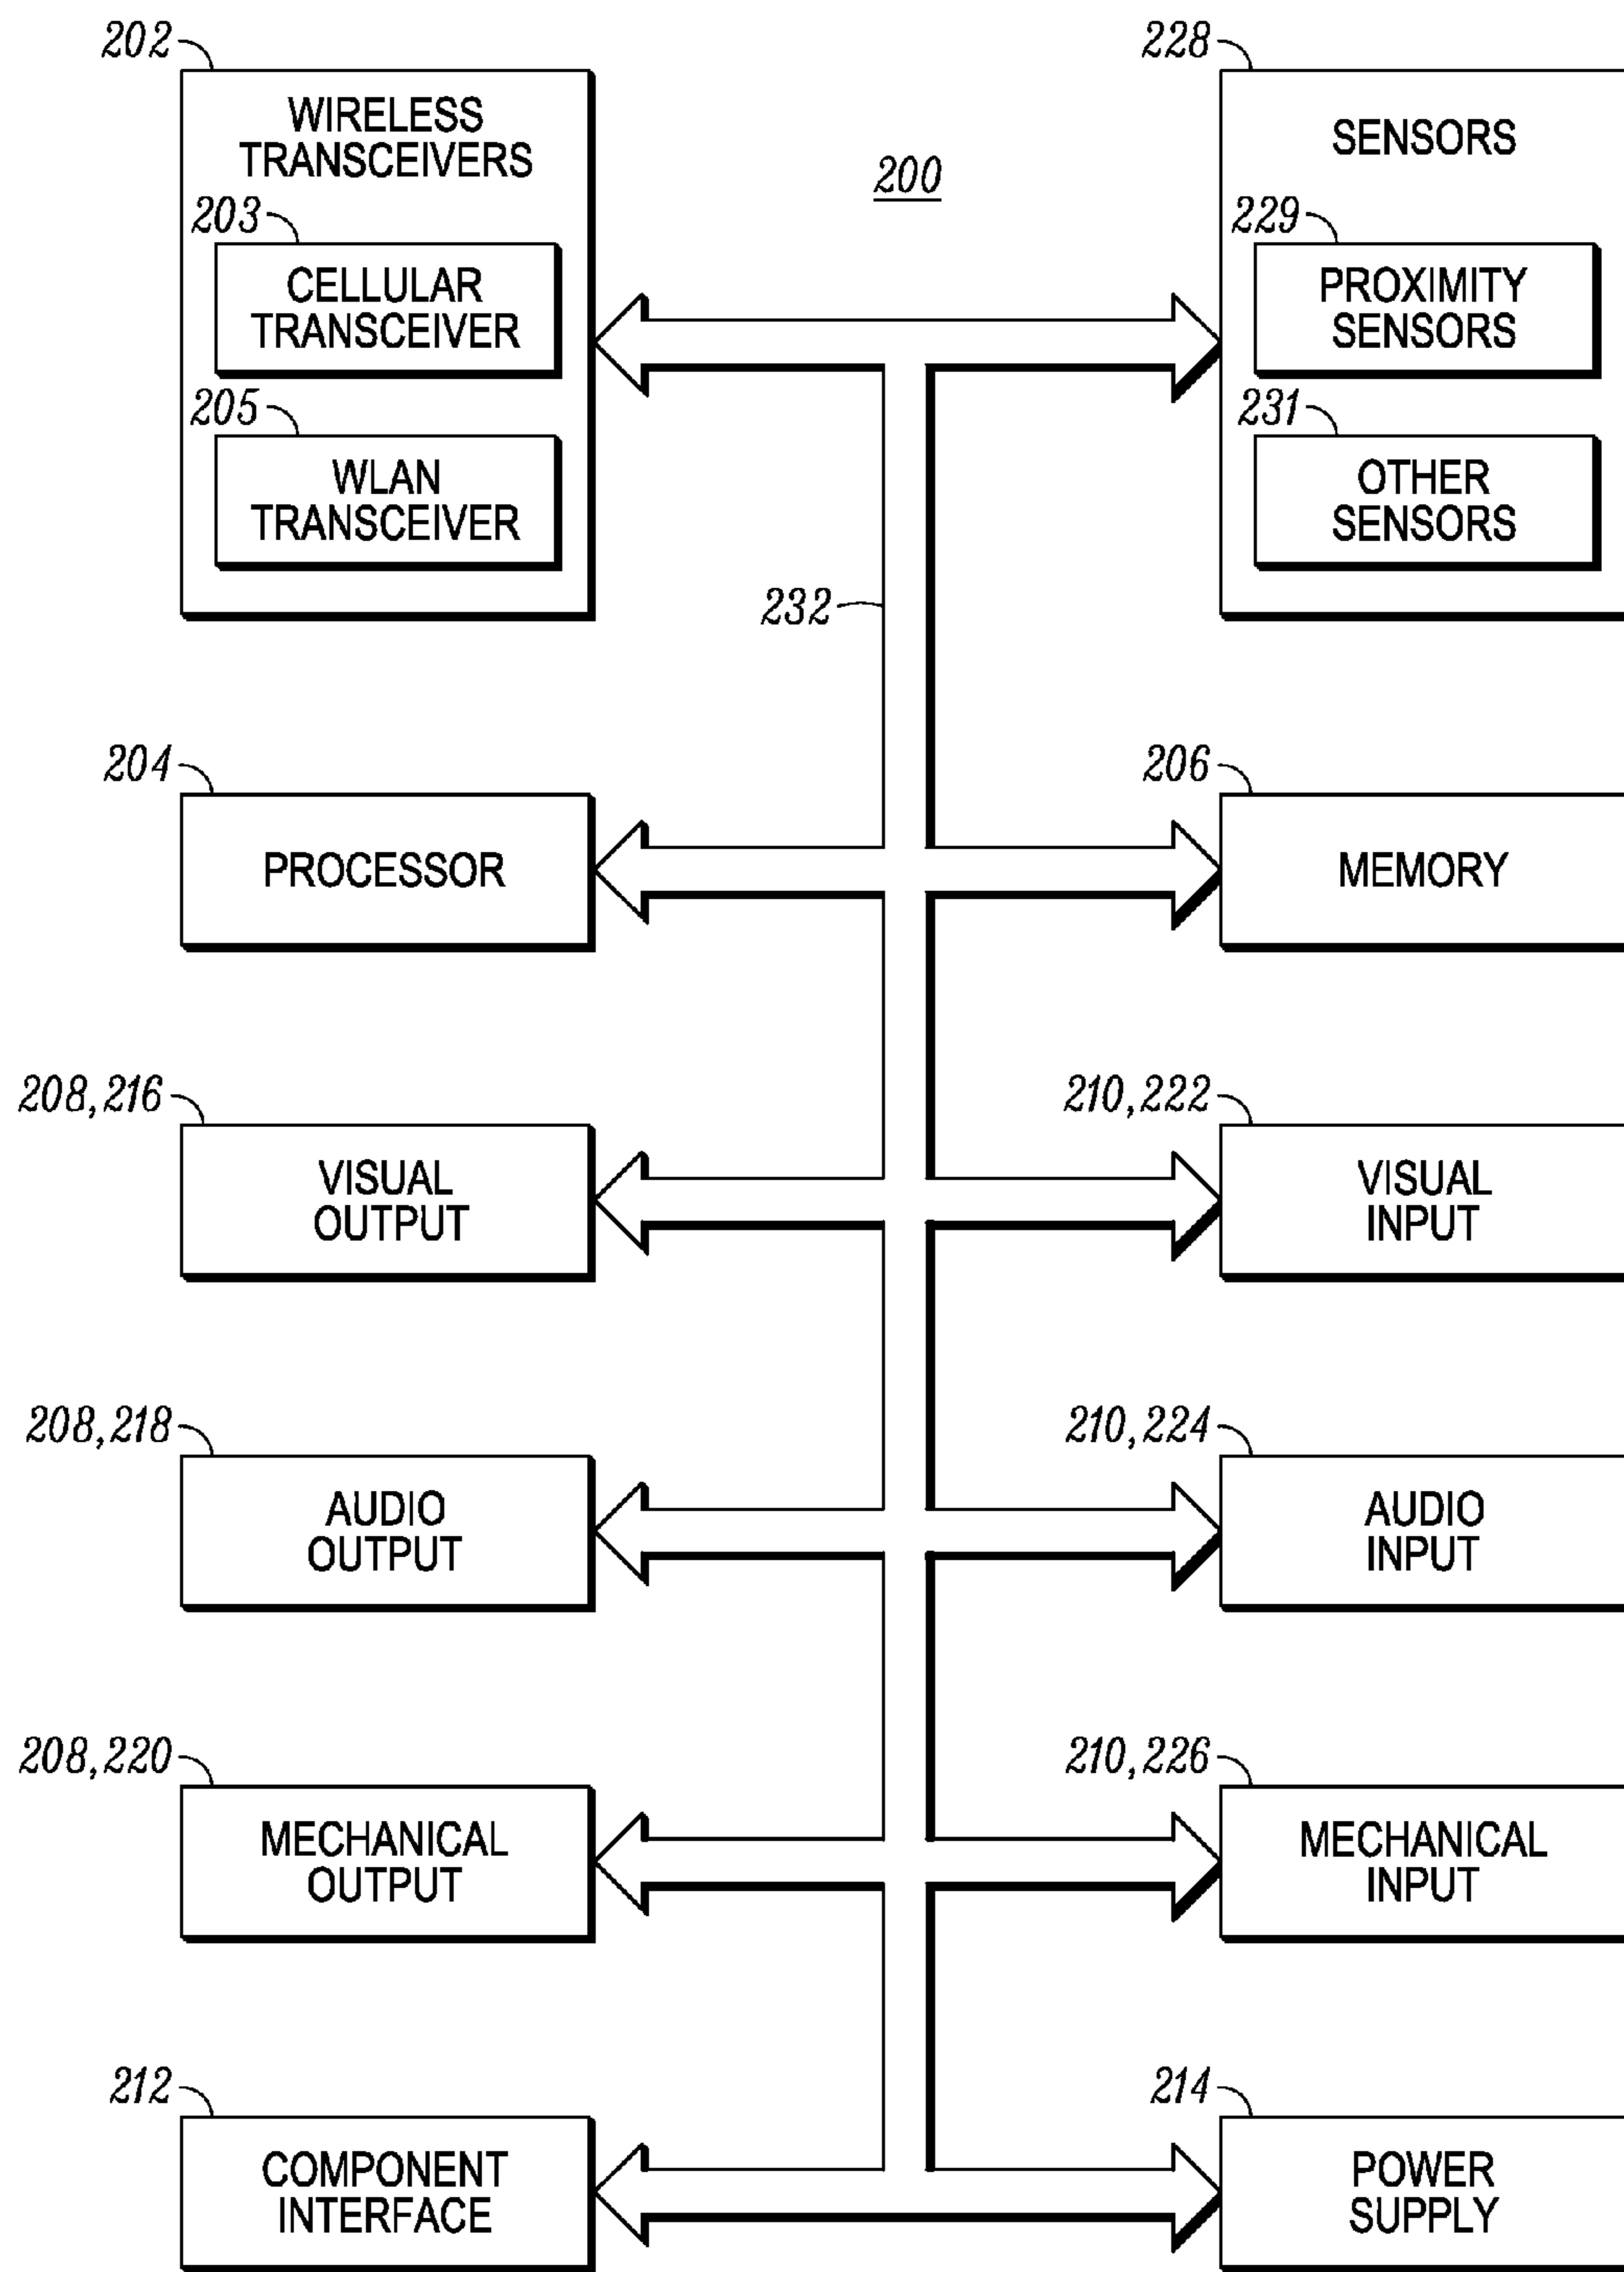 202
WIRELESS
TRANSCEIVERS
203
CELLULAR
TRANSCEIVER
205
WLAN
TRANSCEIVER
200
228
SENSORS
229
PROXIMITY
SENSORS
231
OTHER
SENSORS
232
204
PROCESSOR
206
MEMORY
208, 216
VISUAL
OUTPUT
210, 222
VISUAL
INPUT
208, 218
AUDIO
OUTPUT
210, 224
AUDIO
INPUT
208, 220
MECHANICAL
OUTPUT
210, 226
MECHANICAL
INPUT
212
COMPONENT
INTERFACE
214
POWER
SUPPLY